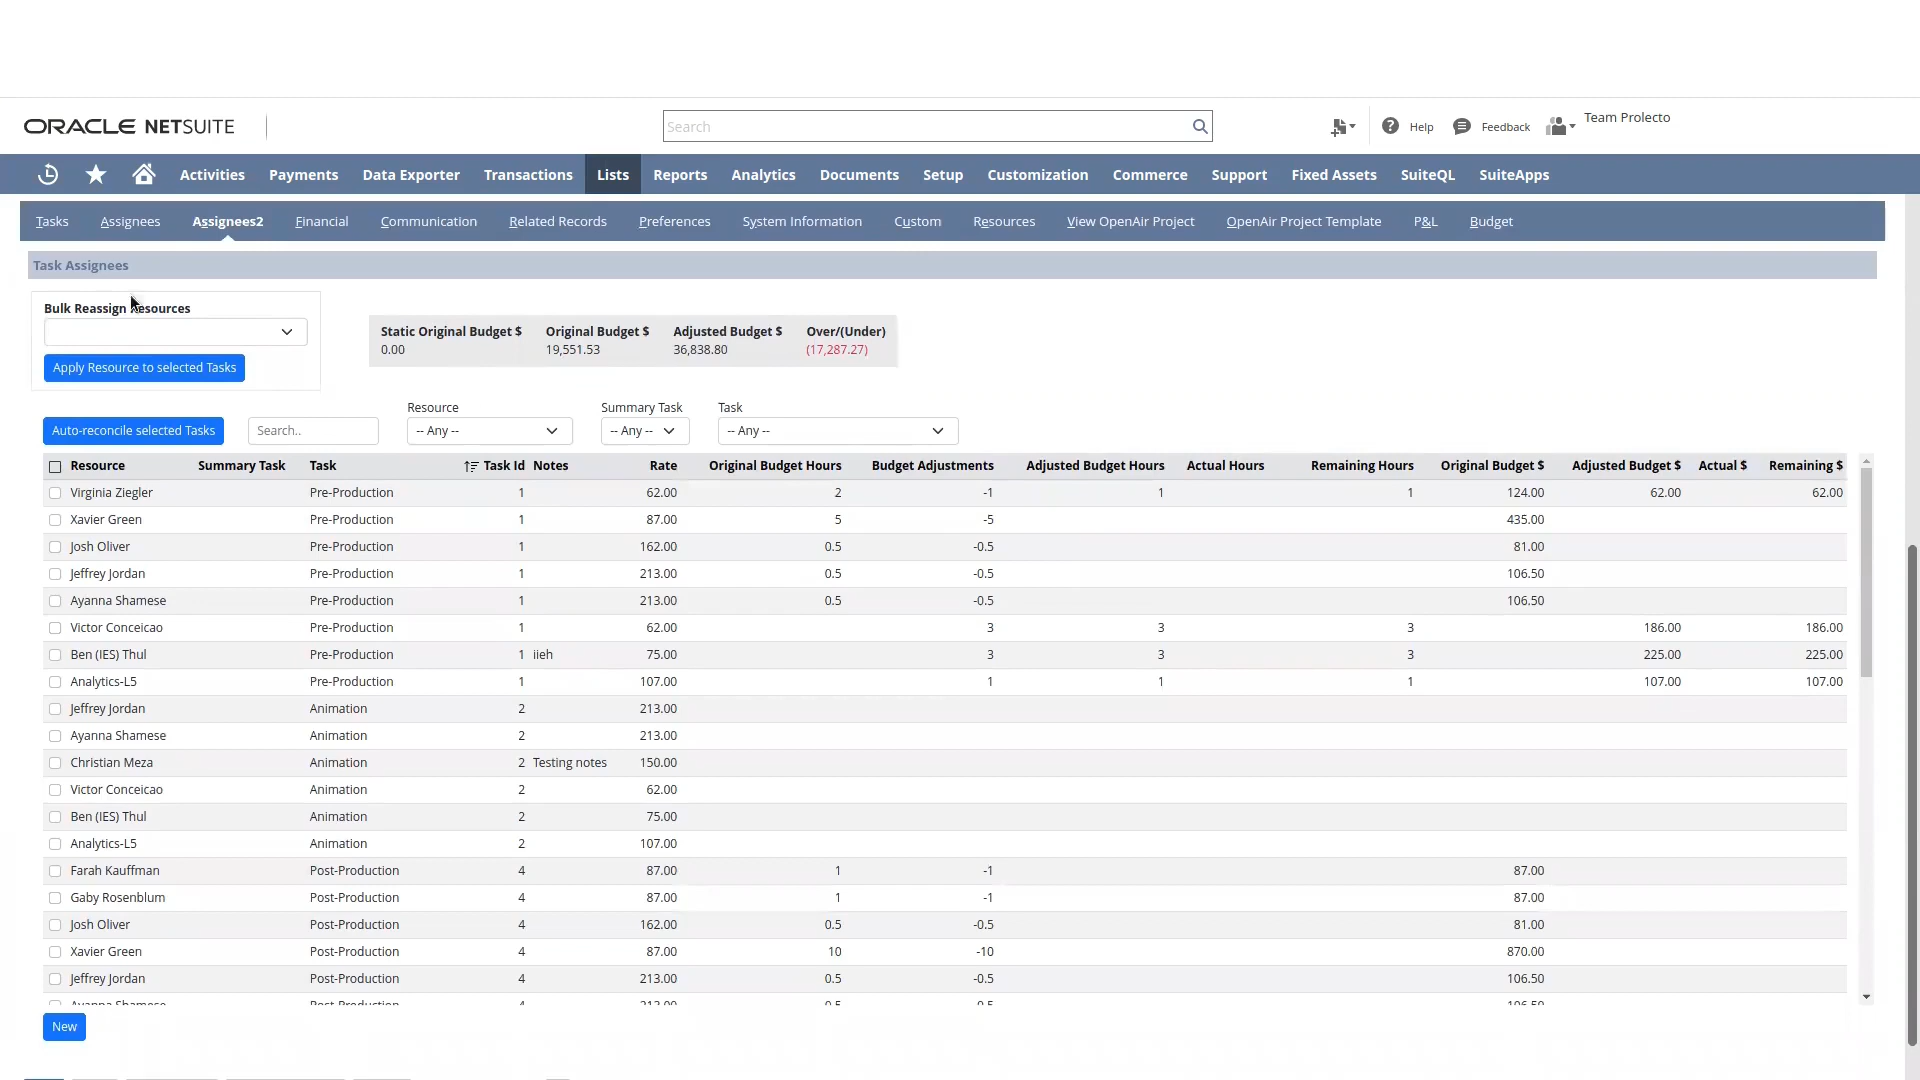 ORACLE NETSUITE
Search
Help
Feedback
Team Prolecto
Activities Payments Data Exporter Transactions Lists Reports Analytics Documents Setup Customization Commerce Support Fixed Assets SuiteQL SuiteApps
Tasks Assignees Assignees2 Financial Communication Related Records Preferences System Information Custom Resources View OpenAir Project OpenAir Project Template P&L Budget
Task Assignees
Bulk Reassign Resources
Apply Resource to selected Tasks
Static Original Budget $ Original Budget $ Adjusted Budget $ Over/(Under)
0.00 19,551.53 36,838.80 (17,287.27)
Resource Summary Task Task
Auto-reconcile selected Tasks Search.. -- Any -- -- Any -- -- Any --
Resource Summary Task Task Task Id Notes Rate Original Budget Hours Budget Adjustments Adjusted Budget Hours Actual Hours Remaining Hours Original Budget $ Adjusted Budget $ Actual $ Remaining $
Virginia Ziegler Pre-Production 1 62.00 2 -1 1 1 124.00 62.00 62.00
Xavier Green Pre-Production 1 87.00 5 -5 435.00
Josh Oliver Pre-Production 1 162.00 0.5 -0.5 81.00
Jeffrey Jordan Pre-Production 1 213.00 0.5 -0.5 106.50
Ayanna Shamese Pre-Production 1 213.00 0.5 -0.5 106.50
Victor Conceicao Pre-Production 1 62.00 3 3 3 186.00 186.00
Ben (IES) Thul Pre-Production 1 iieh 75.00 3 3 3 225.00 225.00
Analytics-L5 Pre-Production 1 107.00 1 1 1 107.00 107.00
Jeffrey Jordan Animation 2 213.00
Ayanna Shamese Animation 2 213.00
Christian Meza Animation 2 Testing notes 150.00
Victor Conceicao Animation 2 62.00
Ben (IES) Thul Animation 2 75.00
Analytics-L5 Animation 2 107.00
Farah Kauffman Post-Production 4 87.00 1 -1 87.00
Gaby Rosenblum Post-Production 4 87.00 1 -1 87.00
Josh Oliver Post-Production 4 162.00 0.5 -0.5 81.00
Xavier Green Post-Production 4 87.00 10 -10 870.00
Jeffrey Jordan Post-Production 4 213.00 0.5 -0.5 106.50
Ayanna Shamese Post-Production 4 213.00 0.5 -0.5 106.50
New